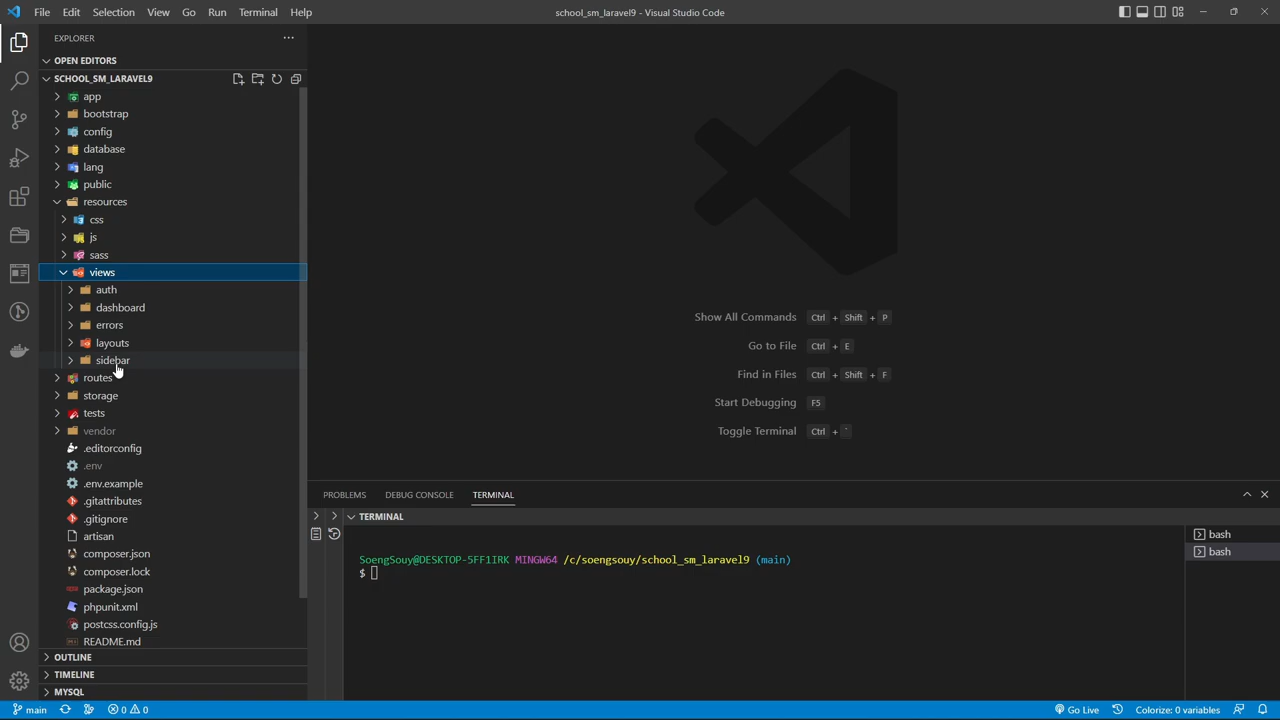 File Edit Selection View Go Run Terminal Help
school_sm_laravel9 - Visual Studio Code
EXPLORER
OPEN EDITORS
SCHOOL_SM_LARAVEL9
app
bootstrap
config
database
lang
public
resources
css
js
sass
views
auth
dashboard
errors
layouts
sidebar
routes
storage
tests
vendor
.editorconfig
.env
.env.example
.gitattributes
.gitignore
artisan
composer.json
composer.lock
package.json
phpunit.xml
postcss.config.js
README.md
OUTLINE
TIMELINE
MYSQL
Show All Commands Ctrl + Shift + P
Go to File Ctrl + E
Find in Files Ctrl + Shift + F
Start Debugging F5
Toggle Terminal Ctrl + `
PROBLEMS DEBUG CONSOLE TERMINAL
TERMINAL
SoengSouy@DESKTOP-5FF1IRK MINGW64 /c/soengsouy/school_sm_laravel9 (main)
$
bash
bash
main 0 0 Go Live Colorize: 0 variables